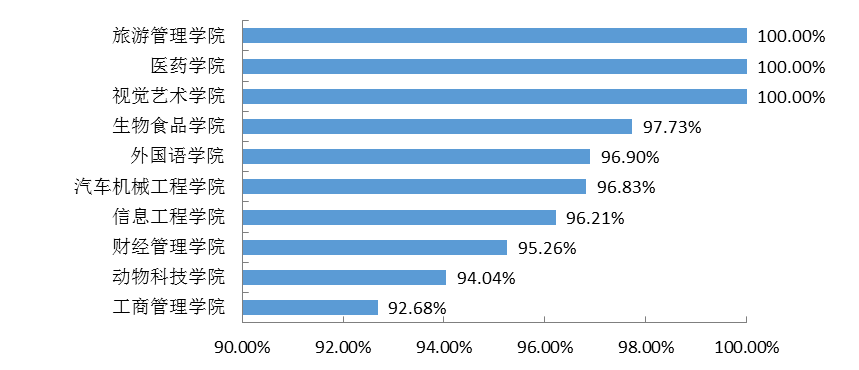 旅游管理学院 100.00%
医药学院 100.00%
视觉艺术学院 100.00%
生物食品学院 97.73%
外国语学院 96.90%
汽车机械工程学院 96.83%
信息工程学院 96.21%
财经管理学院 95.26%
动物科技学院 94.04%
工商管理学院 92.68%
90.00% 92.00% 94.00% 96.00% 98.00% 100.00%